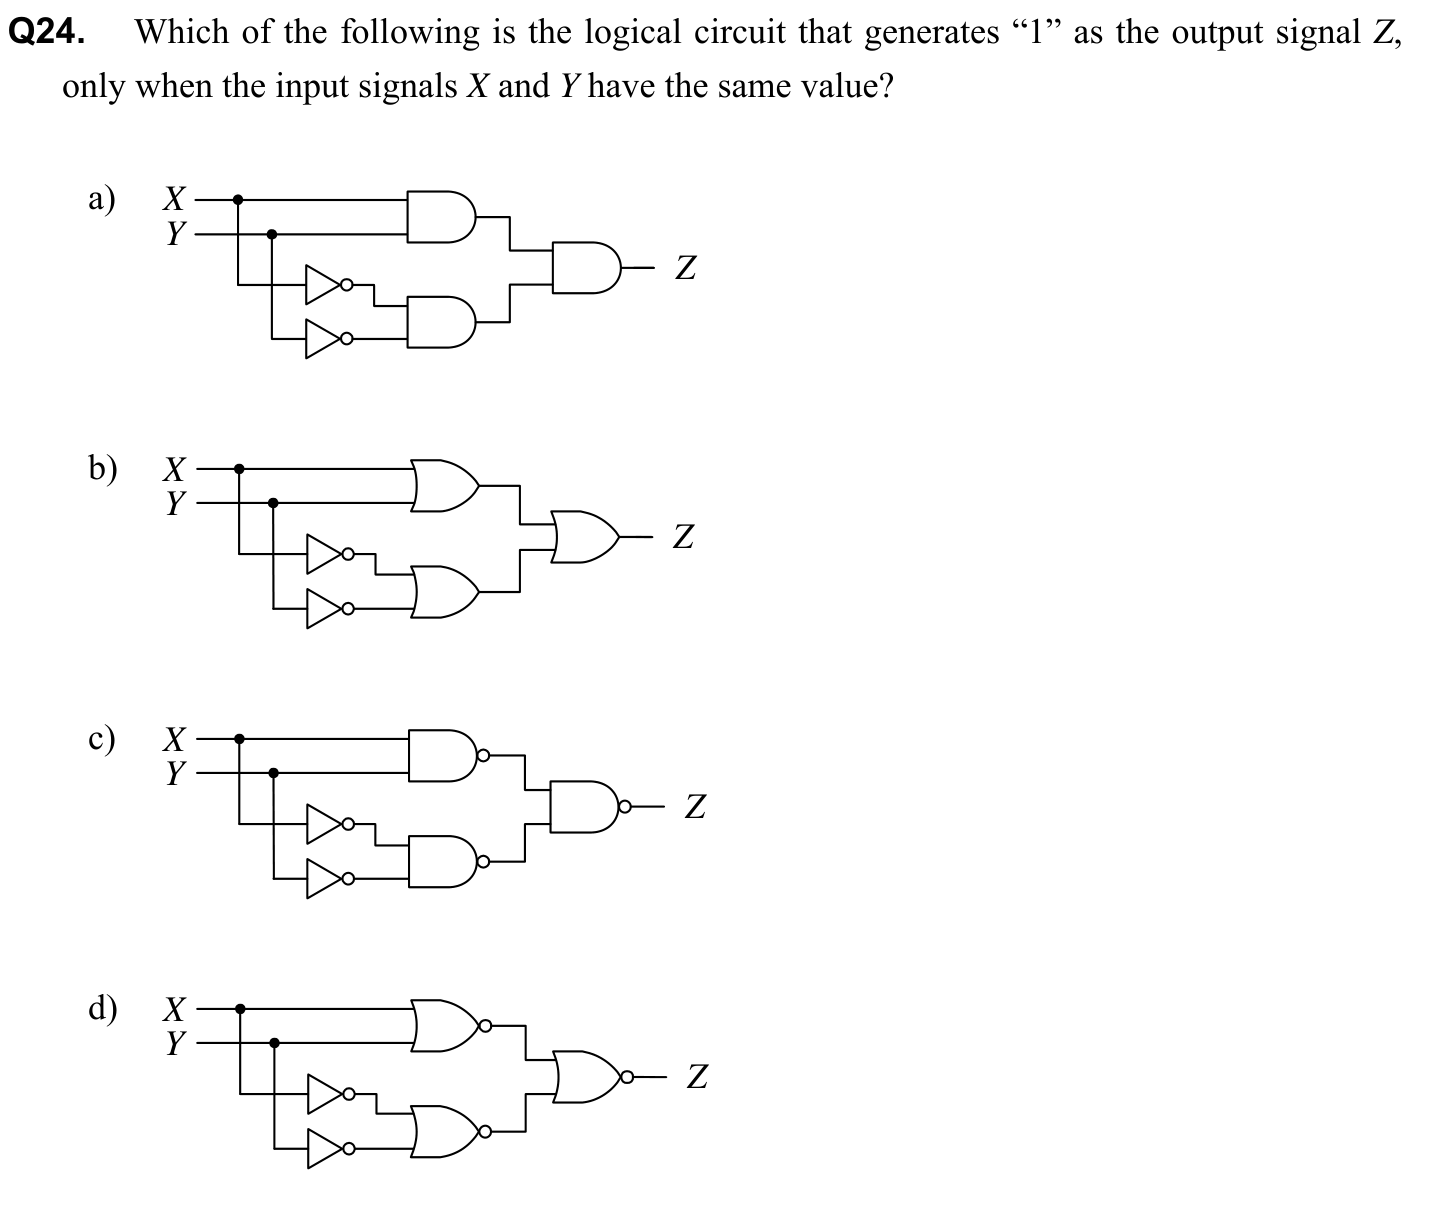 Q24. Which of the following is the logical circuit that generates “1” as the output signal Z,
only when the input signals X and Y have the same value?
a) X
Y
Z
b) X
Y
Z
c) X
Y
Z
d) X
Y
Z